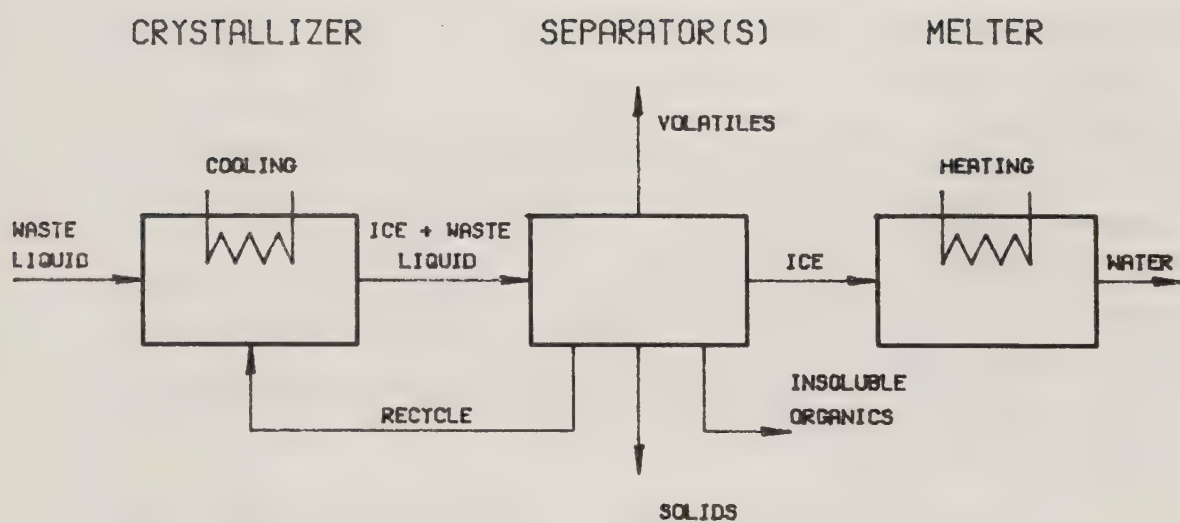 CRYSTALLIZER
SEPARATOR(S)
MELTER
VOLATILES
COOLING
HEATING
WASTE
LIQUID
ICE + WASTE
LIQUID
ICE
WATER
RECYCLE
INSOLUBLE
ORGANICS
SOLIDS